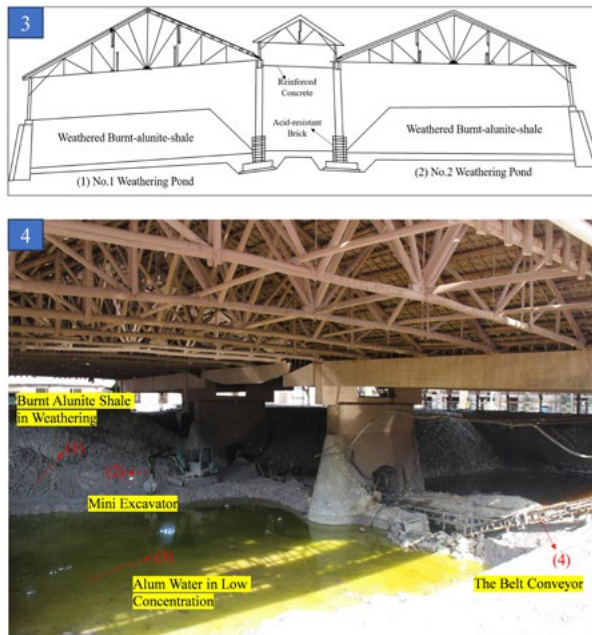 3
Reinforced
Concrete
Acid-resistant
Brick
Weathered Burnt-alunite-shale
Weathered Burnt-alunite-shale
(1) No.1 Weathering Pond
(2) No.2 Weathering Pond
4
Burnt Alunite Shale
in Weathering
(1)
(2)
Mini Excavator
(3)
Alum Water in Low
Concentration
(4)
The Belt Conveyor